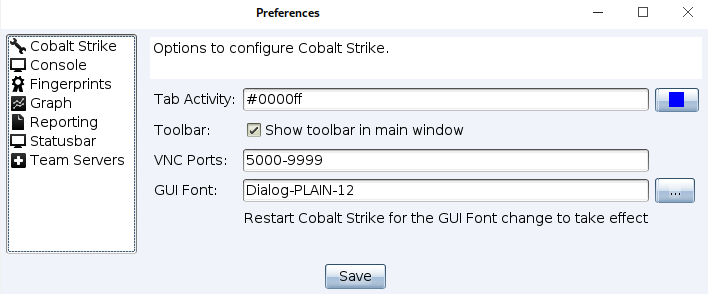 Preferences
Cobalt Strike
Console
Fingerprints
Graph
Reporting
Statusbar
Team Servers
Options to configure Cobalt Strike.
Tab Activity: #0000ff
Toolbar: Show toolbar in main window
VNC Ports: 5000-9999
GUI Font: Dialog-PLAIN-12 ...
Restart Cobalt Strike for the GUI Font change to take effect
Save